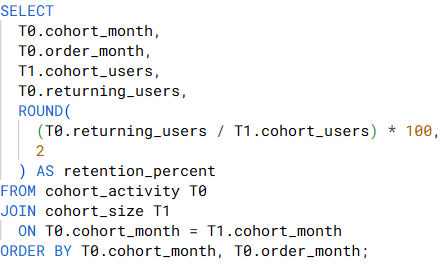 SELECT
  T0.cohort_month,
  T0.order_month,
  T1.cohort_users,
  T0.returning_users,
  ROUND(
    (T0.returning_users / T1.cohort_users) * 100,
    2
  ) AS retention_percent
FROM cohort_activity T0
JOIN cohort_size T1
  ON T0.cohort_month = T1.cohort_month
ORDER BY T0.cohort_month, T0.order_month;